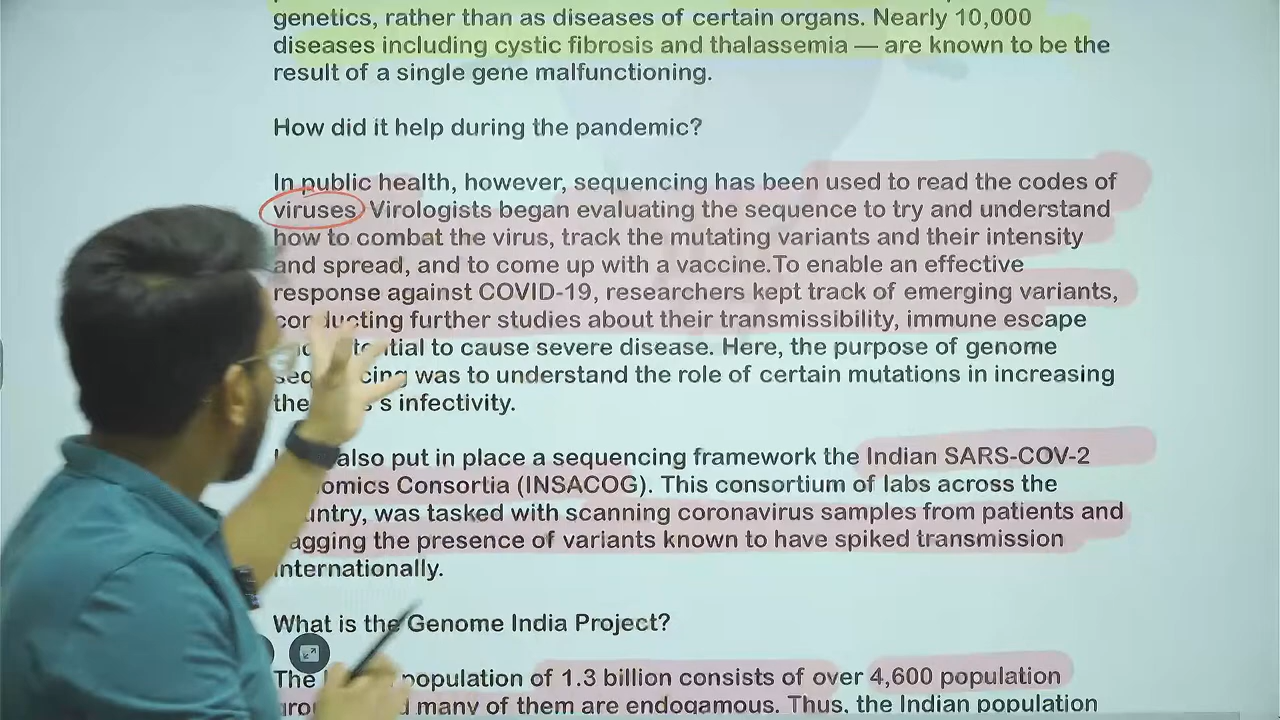 genetics, rather than as diseases of certain organs. Nearly 10,000
diseases including cystic fibrosis and thalassemia — are known to be the
result of a single gene malfunctioning.
How did it help during the pandemic?
In public health, however, sequencing has been used to read the codes of
viruses Virologists began evaluating the sequence to try and understand
how to combat the virus, track the mutating variants and their intensity
and spread, and to come up with a vaccine.To enable an effective
response against COVID-19, researchers kept track of emerging variants,
conducting further studies about their transmissibility, immune escape
tial to cause severe disease. Here, the purpose of genome
was to understand the role of certain mutations in increasing
the s infectivity.
also put in place a sequencing framework the Indian SARS-COV-2
omics Consortia (INSACOG). This consortium of labs across the
untry, was tasked with scanning coronavirus samples from patients and
agging the presence of variants known to have spiked transmission
internationally.
What is the Genome India Project?
The population of 1.3 billion consists of over 4,600 population
many of them are endogamous. Thus, the Indian population